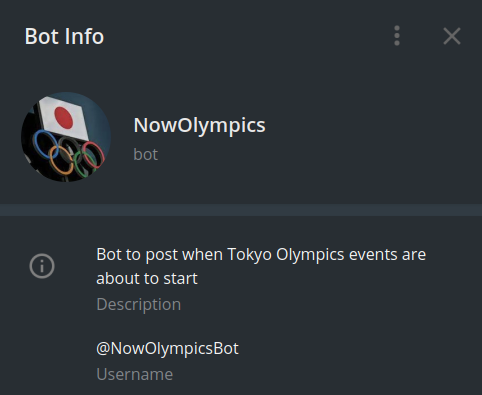 Bot Info
NowOlympics
bot
Bot to post when Tokyo Olympics events are
about to start
Description
@NowOlympicsBot
Username